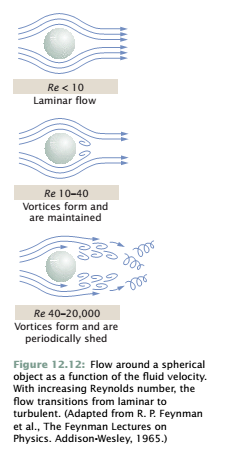 Re < 10
Laminar flow
Re 10–40
Vortices form and
are maintained
Re 40–20,000
Vortices form and are
periodically shed
Figure 12.12: Flow around a spherical
object as a function of the fluid velocity.
With increasing Reynolds number, the
flow transitions from laminar to
turbulent. (Adapted from R. P. Feynman
et al., The Feynman Lectures on
Physics. Addison-Wesley, 1965.)